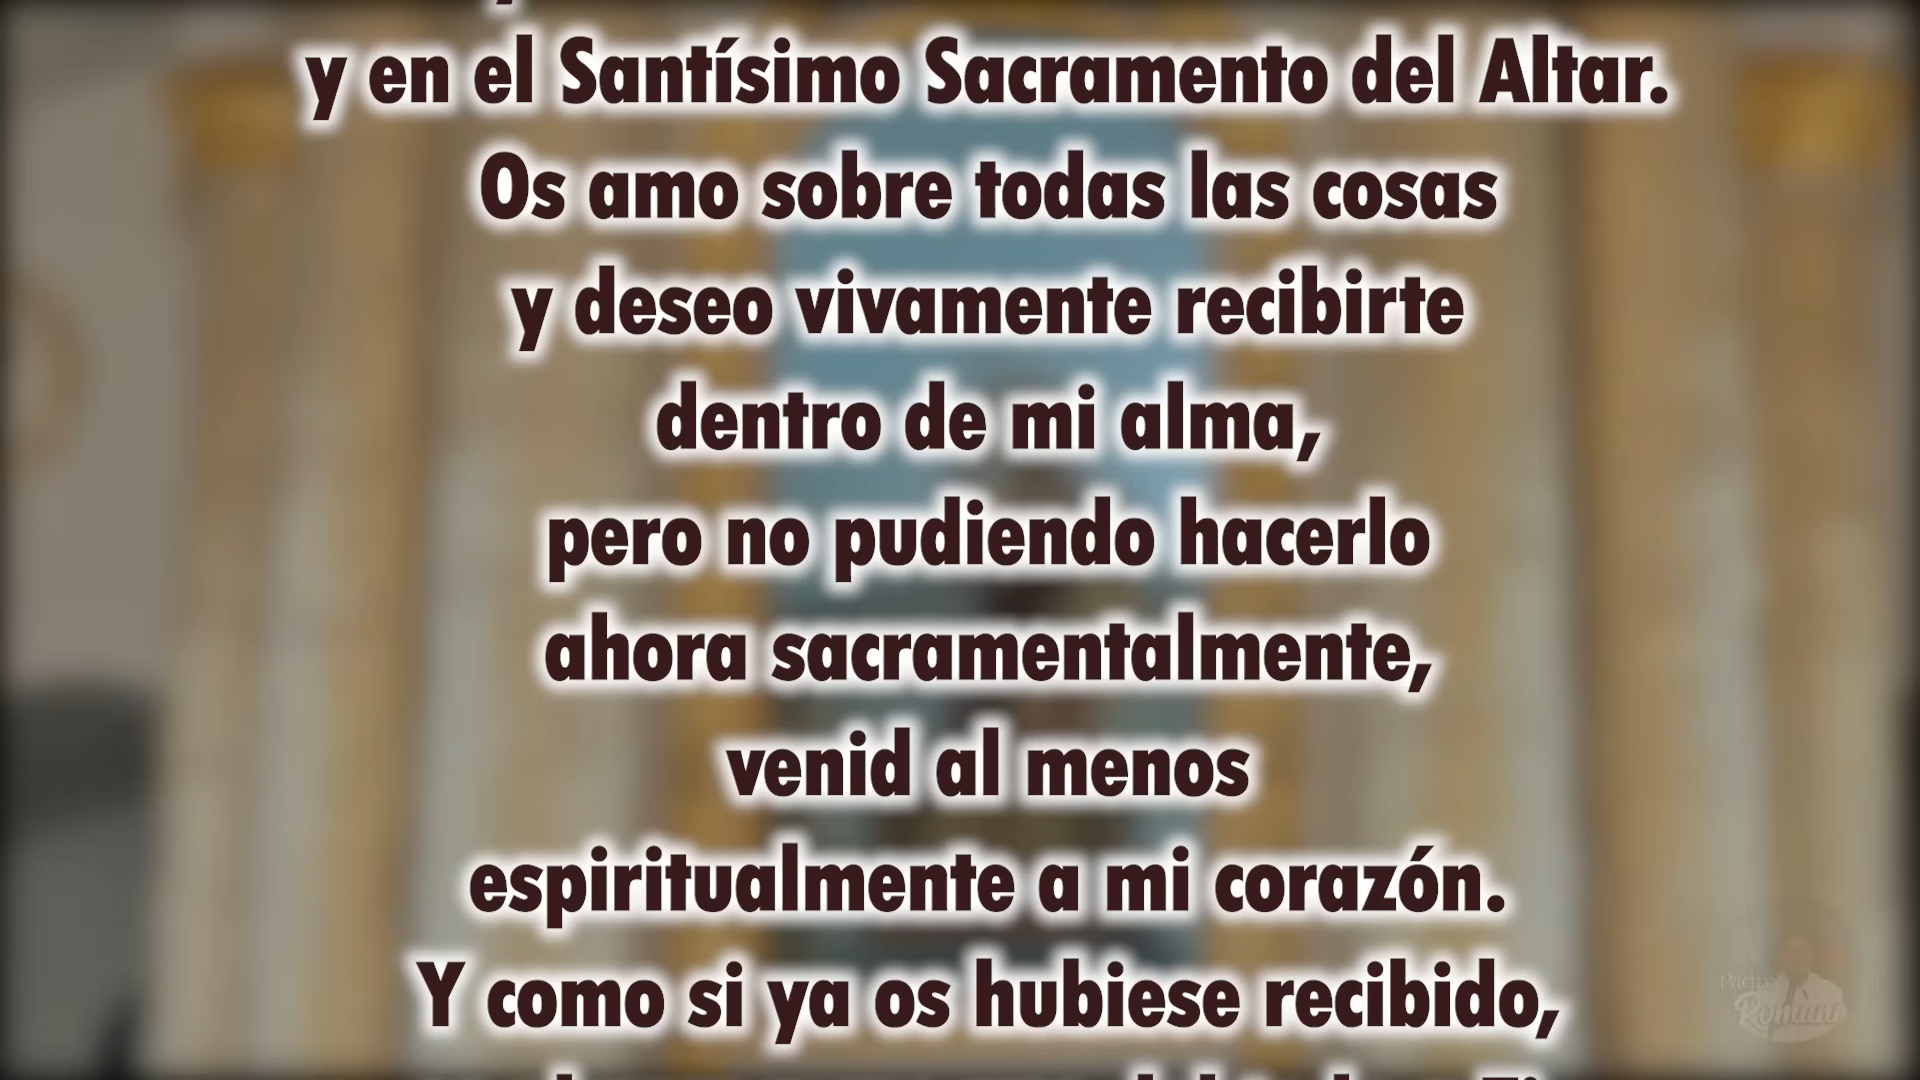 y en el Santísimo Sacramento del Altar.
Os amo sobre todas las cosas
y deseo vivamente recibirte
dentro de mi alma,
pero no pudiendo hacerlo
ahora sacramentalmente,
venid al menos
espiritualmente a mi corazón.
Y como si ya os hubiese recibido,
Padre